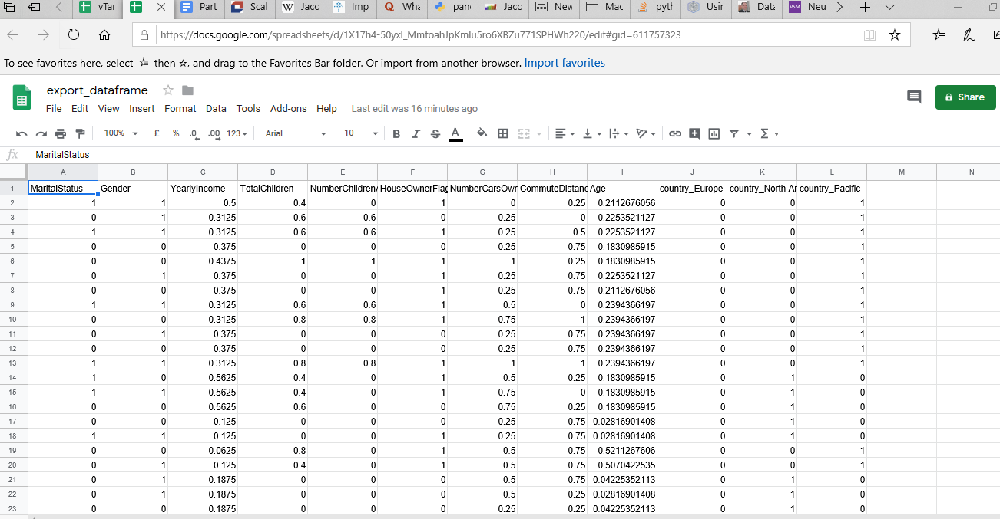 vTar Part Scal Jacc Imp Wha pan Jacc New Mac pyth Usir Data Neu
https://docs.google.com/spreadsheets/d/1X17h4-50yxI_MmtoahJpKmlu5ro6XBZu771SPHWh220/edit#gid=611757323
To see favorites here, select then ☆, and drag to the Favorites Bar folder. Or import from another browser. Import favorites
export_dataframe
File Edit View Insert Format Data Tools Add-ons Help Last edit was 16 minutes ago
Share
100% £ % .0 .00 123 Arial 10 B I S A Σ
fx MaritalStatus
A B C D E F G H I J K L M N
1 MaritalStatus Gender YearlyIncome TotalChildren NumberChildren HouseOwnerFlag NumberCarsOwr CommuteDistanc Age country_Europe country_North Ar country_Pacific
2 1 1 0.5 0.4 0 1 0 0.25 0.2112676056 0 0 1
3 0 1 0.3125 0.6 0.6 0 0.25 0 0.2253521127 0 0 1
4 1 1 0.3125 0.6 0.6 1 0.25 0.5 0.2253521127 0 0 1
5 0 0 0.375 0 0 0 0.25 0.75 0.1830985915 0 0 1
6 0 0 0.4375 1 1 1 1 0.25 0.1830985915 0 0 1
7 0 1 0.375 0 0 1 0.25 0.75 0.2253521127 0 0 1
8 0 0 0.375 0 0 1 0.25 0.75 0.2112676056 0 0 1
9 1 1 0.3125 0.6 0.6 1 0.5 0 0.2394366197 0 0 1
10 0 0 0.3125 0.8 0.8 1 0.75 1 0.2394366197 0 0 1
11 0 1 0.375 0 0 0 0.25 0.75 0.2394366197 0 0 1
12 0 0 0.375 0 0 0 0.25 0.75 0.2394366197 0 0 1
13 1 1 0.3125 0.8 0.8 1 1 1 0.2394366197 0 0 1
14 1 0 0.5625 0.4 0 1 0.5 0.25 0.1830985915 0 1 0
15 1 1 0.5625 0.4 0 1 0.75 0 0.1830985915 0 1 0
16 0 0 0.5625 0.6 0 0 0.75 0.25 0.1830985915 0 1 0
17 0 0 0.125 0 0 0 0.25 0.75 0.02816901408 0 1 0
18 1 1 0.125 0 0 1 0.25 0.75 0.02816901408 0 1 0
19 0 0 0.0625 0.8 0 1 0.5 0.75 0.5211267606 0 0 1
20 0 1 0.125 0.4 0 1 0.5 0.75 0.5070422535 0 0 1
21 0 1 0.1875 0 0 0 0.5 0.75 0.04225352113 0 1 0
22 1 1 0.1875 0 0 0 0.5 0.25 0.02816901408 0 1 0
23 0 0 0.1875 0 0 0 0.25 0.25 0.04225352113 0 1 0